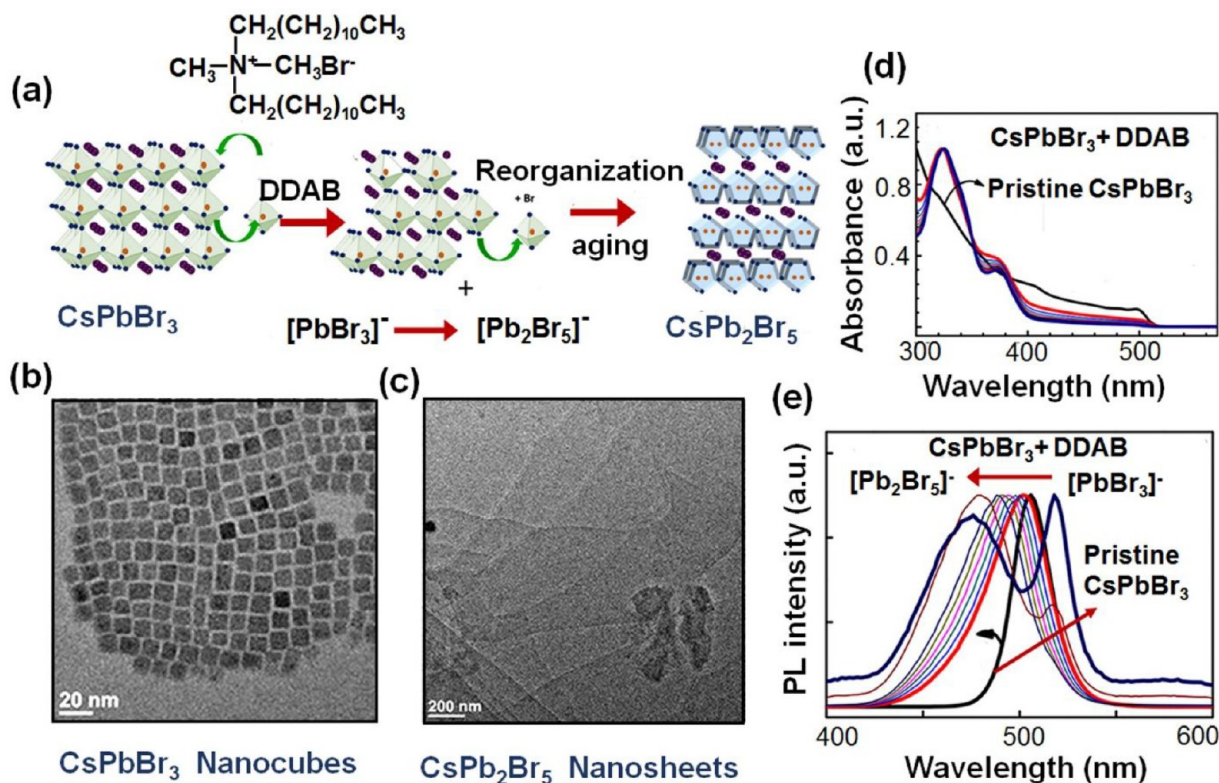 (a)
CH₂(CH₂)₁₀CH₃
CH₃—N⁺—CH₃Br⁻
CH₂(CH₂)₁₀CH₃
DDAB
+ Br
Reorganization
aging
+
CsPbBr₃
[PbBr₃]⁻ [Pb₂Br₅]⁻
CsPb₂Br₅
(b)
20 nm
CsPbBr₃ Nanocubes
(c)
200 nm
CsPb₂Br₅ Nanosheets
(d)
Absorbance (a.u.)
1.2
0.8
0.4
CsPbBr₃+ DDAB
Pristine CsPbBr₃
300 400 500
Wavelength (nm)
(e)
PL intensity (a.u.)
CsPbBr₃+ DDAB
[Pb₂Br₅]⁻ [PbBr₃]⁻
Pristine
CsPbBr₃
400 500 600
Wavelength (nm)